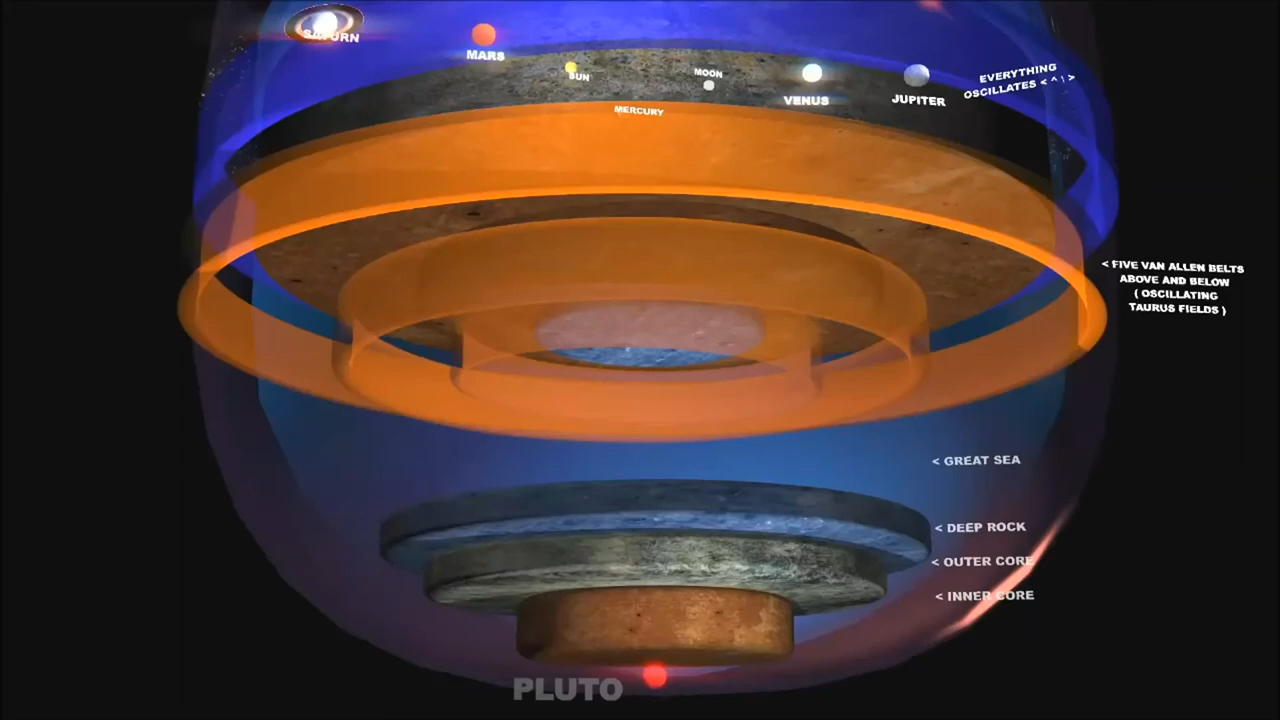 SATURN
MARS
SUN
MOON
MERCURY
VENUS
JUPITER
EVERYTHING
OSCILLATES < ^ | >
< FIVE VAN ALLEN BELTS
ABOVE AND BELOW
( OSCILLATING
TAURUS FIELDS )
< GREAT SEA
< DEEP ROCK
< OUTER CORE
< INNER CORE
PLUTO